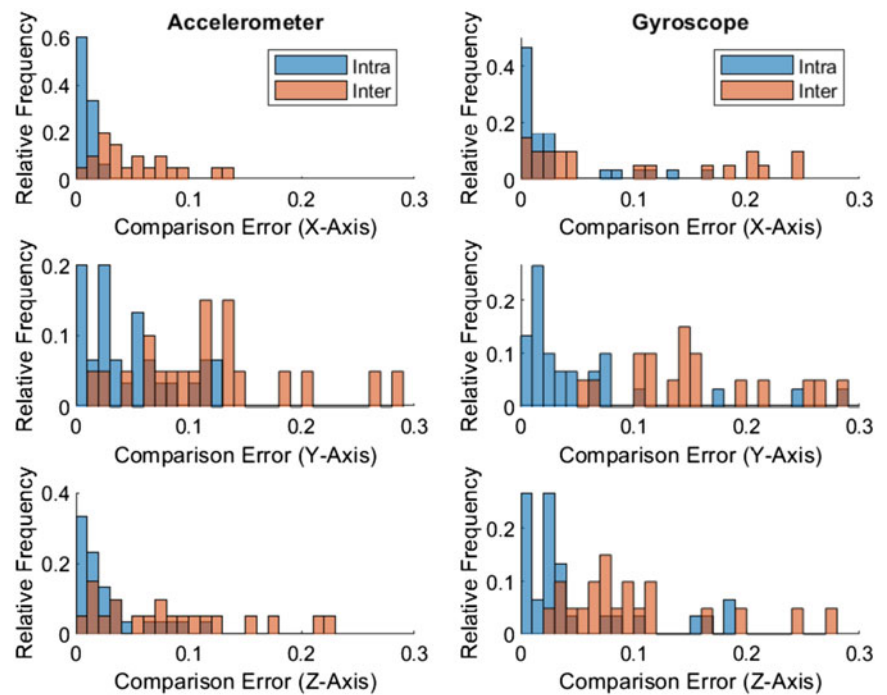 Accelerometer
Relative Frequency
0.6
0.4
0.2
0
0
0.1
0.2
0.3
Intra
Inter
Comparison Error (X-Axis)
Gyroscope
Relative Frequency
0.4
0.2
0
0
0.1
0.2
0.3
Intra
Inter
Comparison Error (X-Axis)
Relative Frequency
0.2
0.1
0
0
0.1
0.2
0.3
Comparison Error (Y-Axis)
Relative Frequency
0.2
0.1
0
0
0.1
0.2
0.3
Comparison Error (Y-Axis)
Relative Frequency
0.4
0.2
0
0
0.1
0.2
0.3
Comparison Error (Z-Axis)
Relative Frequency
0.2
0.1
0
0
0.1
0.2
0.3
Comparison Error (Z-Axis)